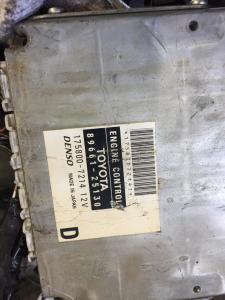 ENGINE CONTROL
TOYOTA
89661-25130
175800-7214 12V
DENSO MADE IN JAPAN
D